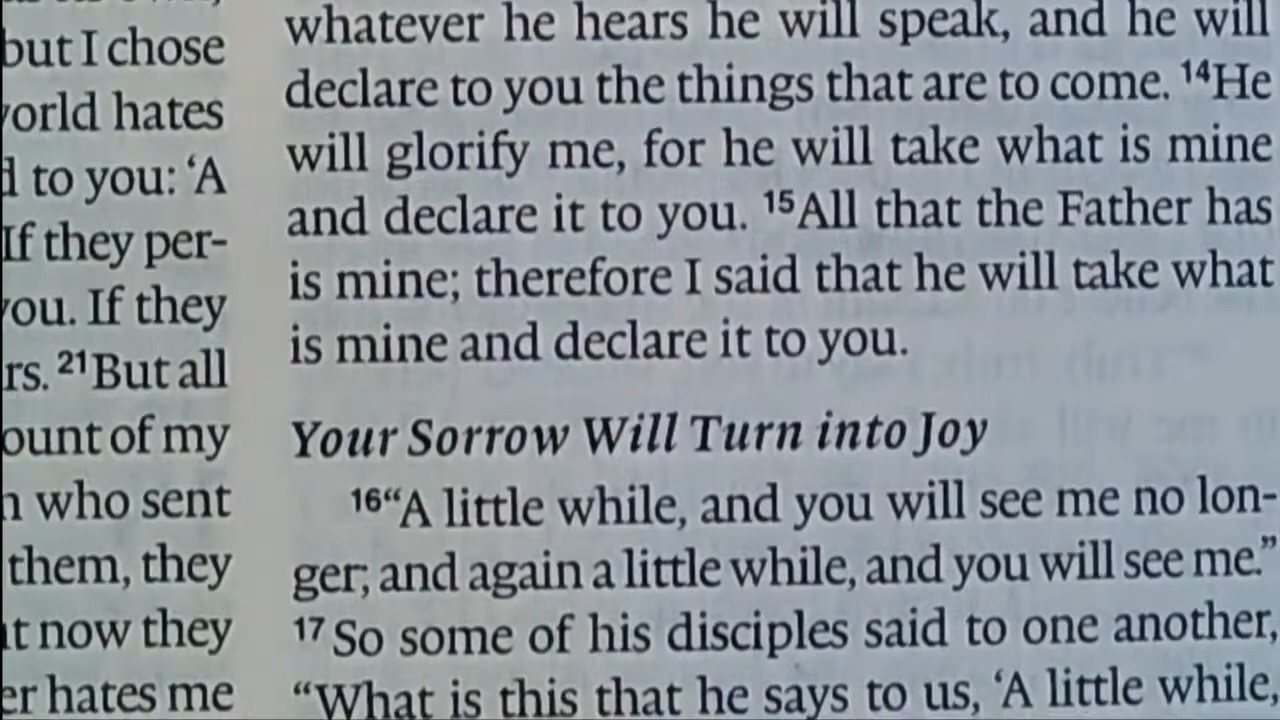 but I chose
world hates
to you: ‘A
If they per-
you. If they
rs. 21But all
ount of my
who sent
them, they
now they
er hates me
whatever he hears he will speak, and he will
declare to you the things that are to come. 14He
will glorify me, for he will take what is mine
and declare it to you. 15All that the Father has
is mine; therefore I said that he will take what
is mine and declare it to you.
Your Sorrow Will Turn into Joy
16“A little while, and you will see me no lon-
ger; and again a little while, and you will see me.”
17So some of his disciples said to one another,
“What is this that he says to us, ‘A little while,